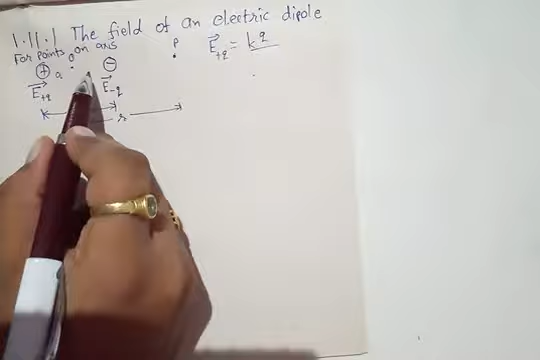 1.11.1 The field of an electric dipole
For points on axis
P
E+q = kq
O
+ a −
E+q E-q
r